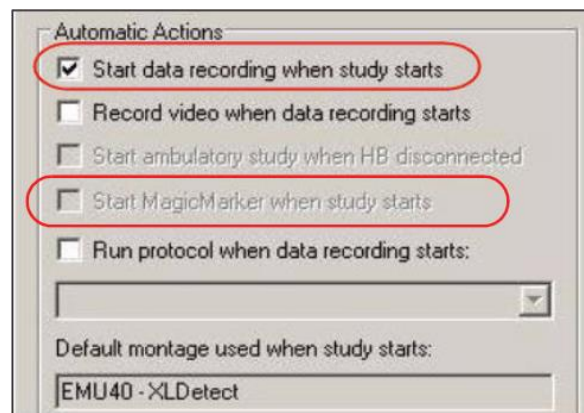 Automatic Actions
Start data recording when study starts
Record video when data recording starts
Start ambulatory study when HB disconnected
Start MagicMarker when study starts
Run protocol when data recording starts:
Default montage used when study starts:
EMU40 - XLDetect